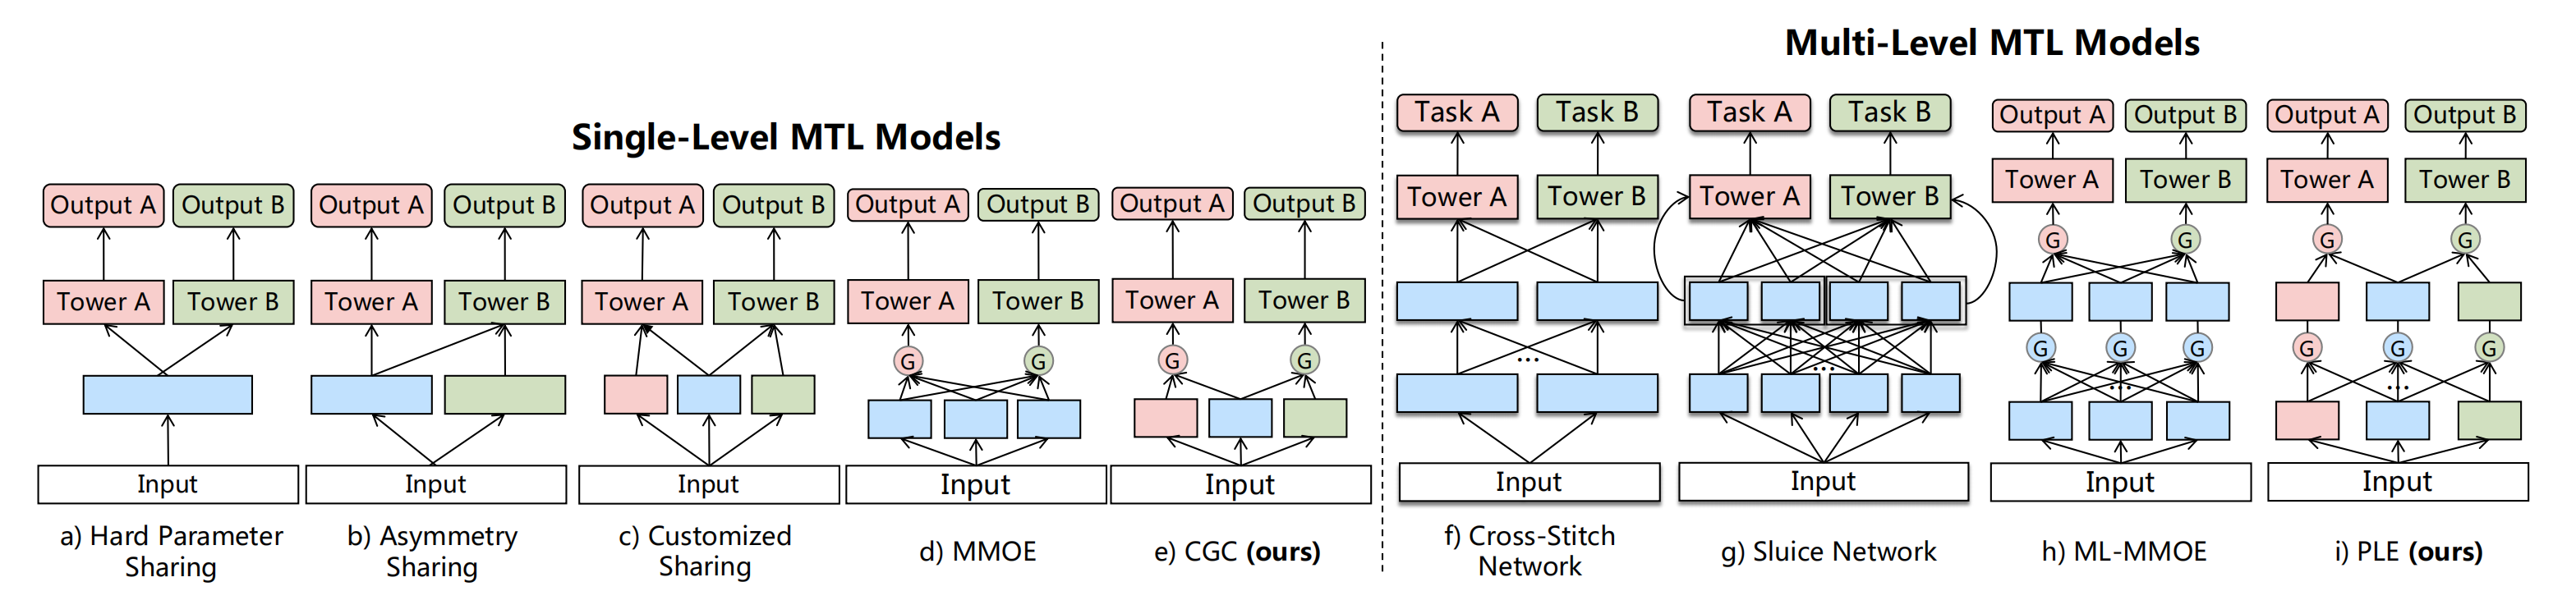 Single-Level MTL Models
Output A Output B
Tower A Tower B
Input
a) Hard Parameter
Sharing
Output A Output B
Tower A Tower B
Input
b) Asymmetry
Sharing
Output A Output B
Tower A Tower B
Input
c) Customized
Sharing
Output A Output B
Tower A Tower B
G G
Input
d) MMOE
Output A Output B
Tower A Tower B
G G
Input
e) CGC (ours)
Multi-Level MTL Models
Task A Task B
Tower A Tower B
...
Input
f) Cross-Stitch
Network
Task A Task B
Tower A Tower B
...
Input
g) Sluice Network
Output A Output B
Tower A Tower B
G G
G G G
...
Input
h) ML-MMOE
Output A Output B
Tower A Tower B
G G
G G G
...
Input
i) PLE (ours)